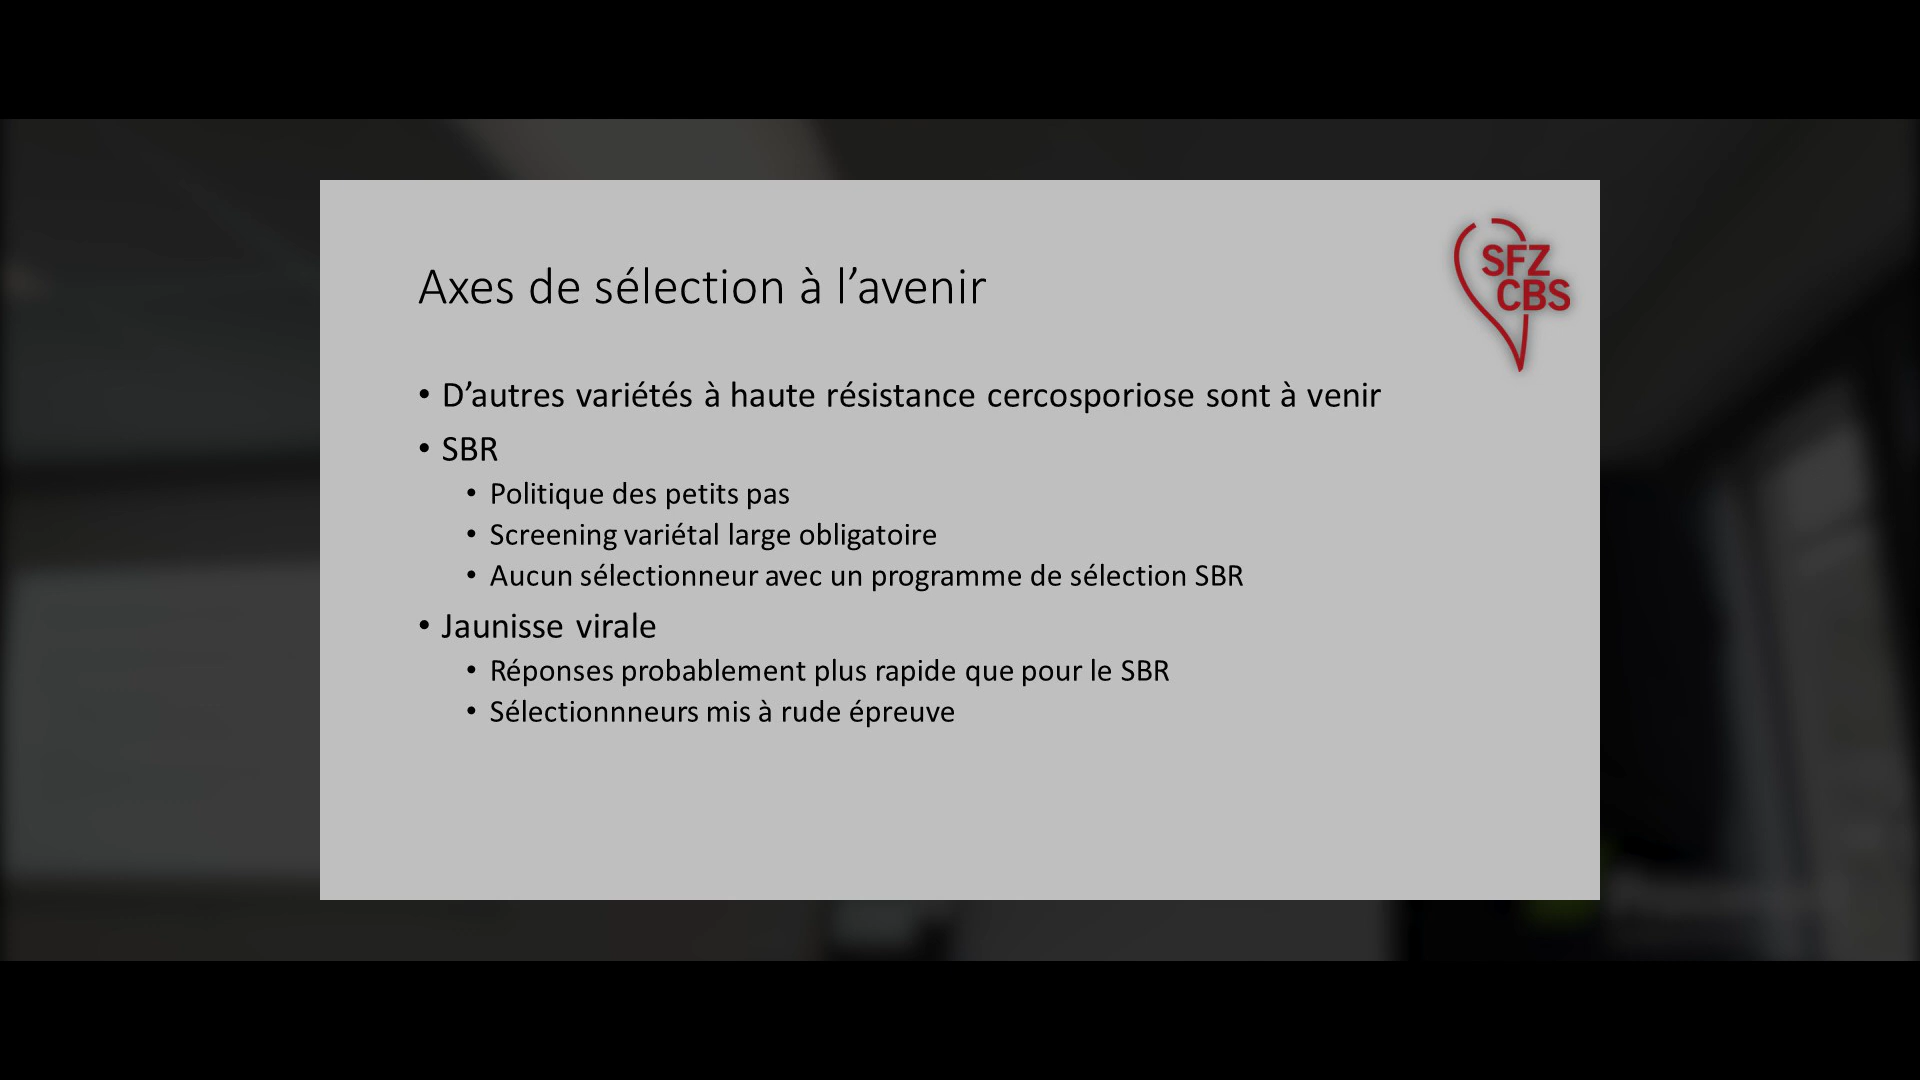 SFZ
CBS
Axes de sélection à l’avenir
• D’autres variétés à haute résistance cercosporiose sont à venir
• SBR
• Politique des petits pas
• Screening variétal large obligatoire
• Aucun sélectionneur avec un programme de sélection SBR
• Jaunisse virale
• Réponses probablement plus rapide que pour le SBR
• Sélectionnneurs mis à rude épreuve